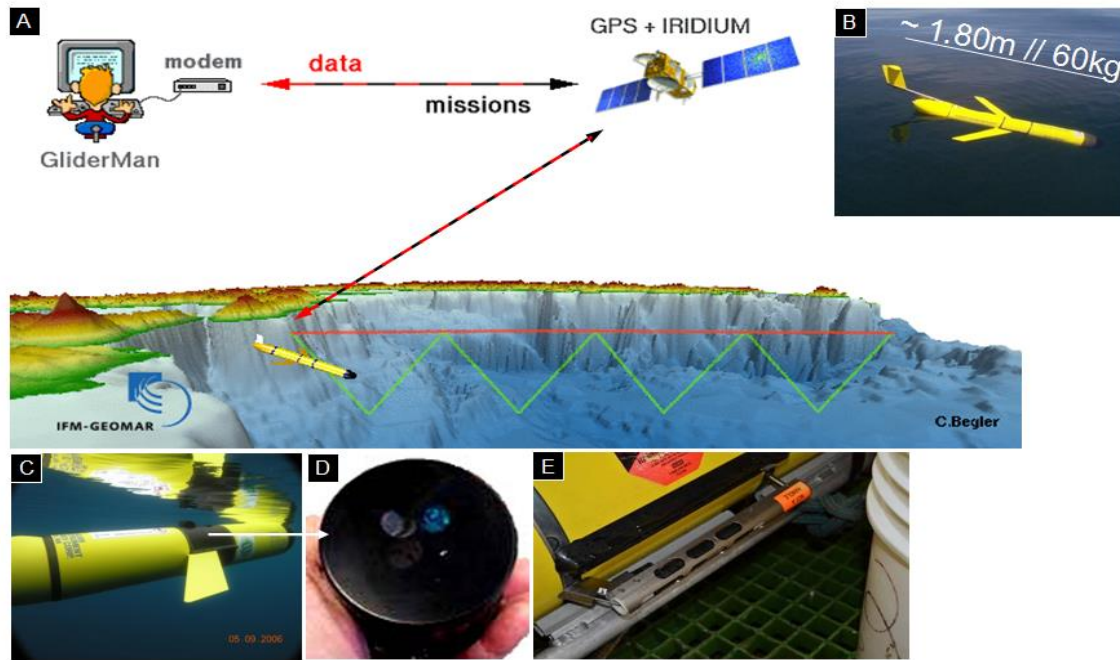 A
GPS + IRIDIUM
B
~ 1.80m // 60kg
modem
data
missions
GliderMan
IFM-GEOMAR
C.Begler
C
D
E
05.09.2006